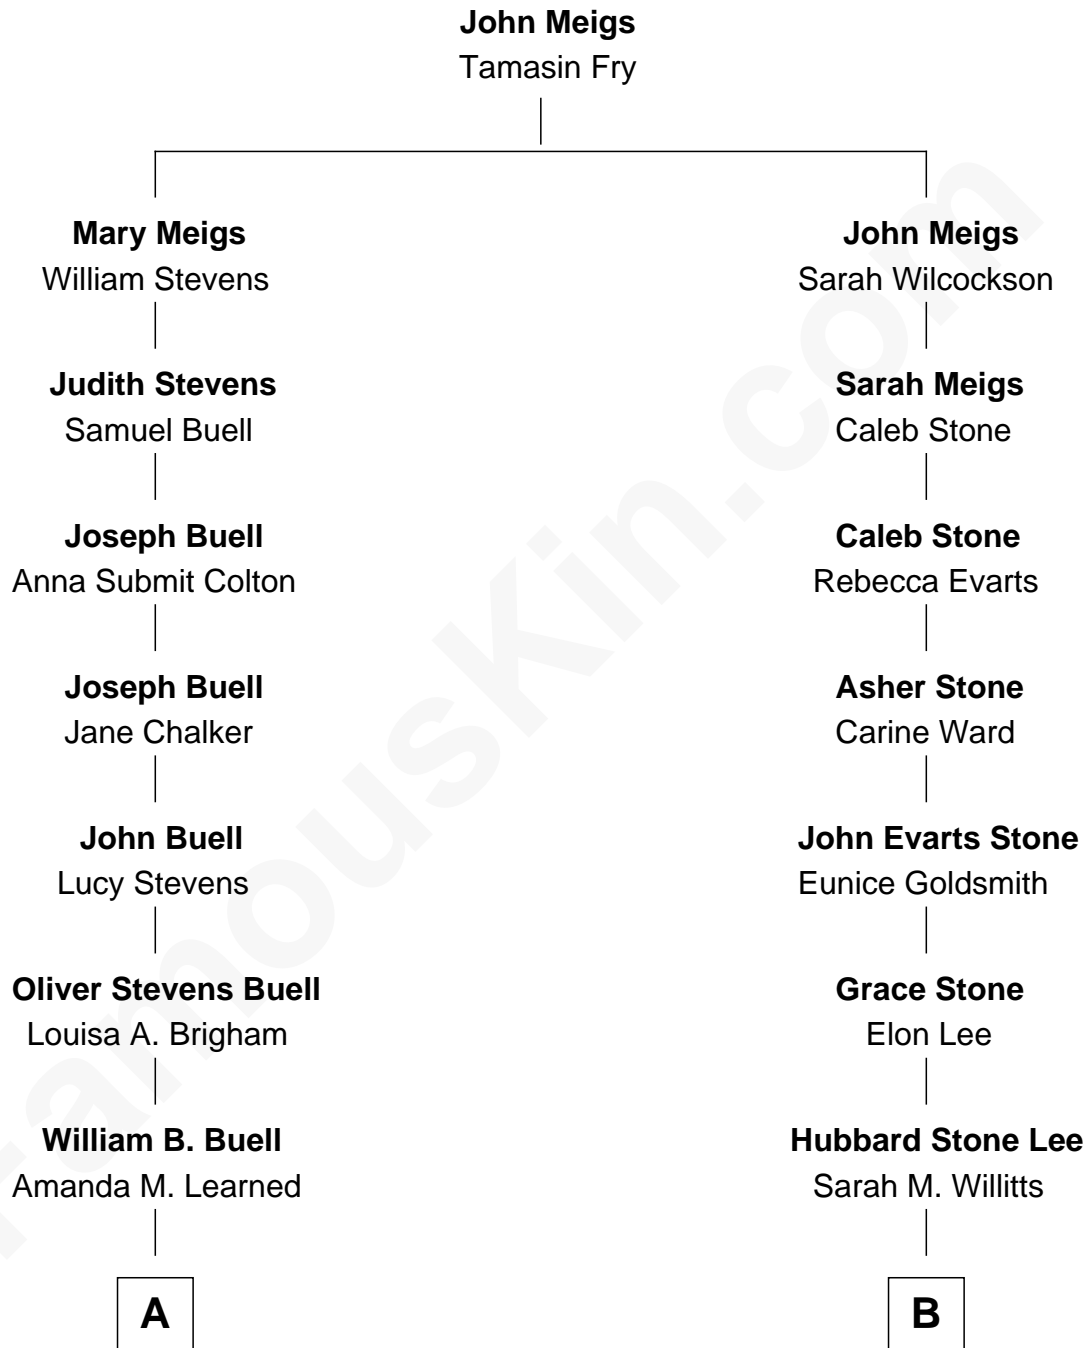 John Meigs
Tamasin Fry
Mary Meigs
William Stevens
John Meigs
Sarah Wilcockson
Judith Stevens
Samuel Buell
Sarah Meigs
Caleb Stone
Joseph Buell
Anna Submit Colton
Caleb Stone
Rebecca Evarts
Joseph Buell
Jane Chalker
Asher Stone
Carine Ward
John Buell
Lucy Stevens
John Evarts Stone
Eunice Goldsmith
Oliver Stevens Buell
Louisa A. Brigham
Grace Stone
Elon Lee
William B. Buell
Amanda M. Learned
Hubbard Stone Lee
Sarah M. Willitts
A
B
FamousKin.com